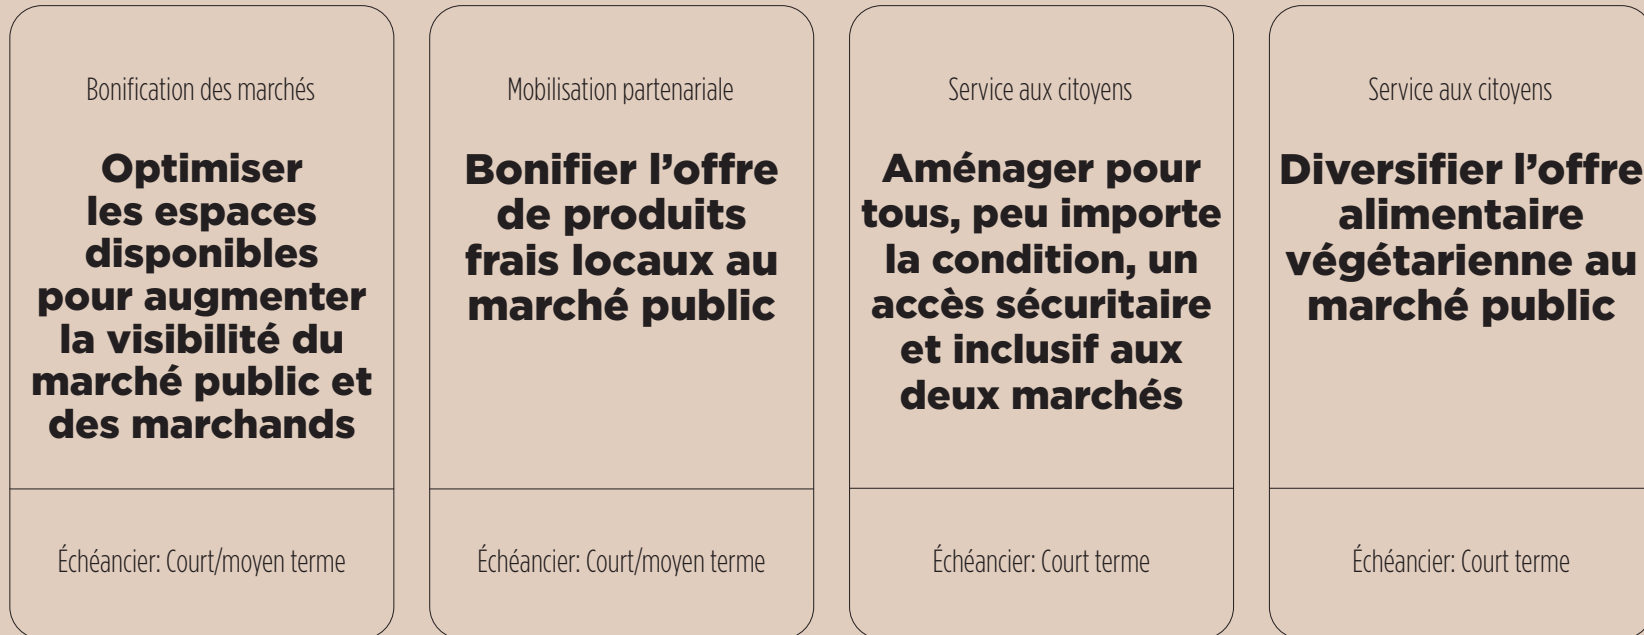 Bonification des marchés
Optimiser
les espaces
disponibles
pour augmenter
la visibilité du
marché public et
des marchands
Échéancier: Court/moyen terme
Mobilisation partenariale
Bonifier l’offre
de produits
frais locaux au
marché public
Échéancier: Court/moyen terme
Service aux citoyens
Aménager pour
tous, peu importe
la condition, un
accès sécuritaire
et inclusif aux
deux marchés
Échéancier: Court terme
Service aux citoyens
Diversifier l’offre
alimentaire
végétarienne au
marché public
Échéancier: Court terme